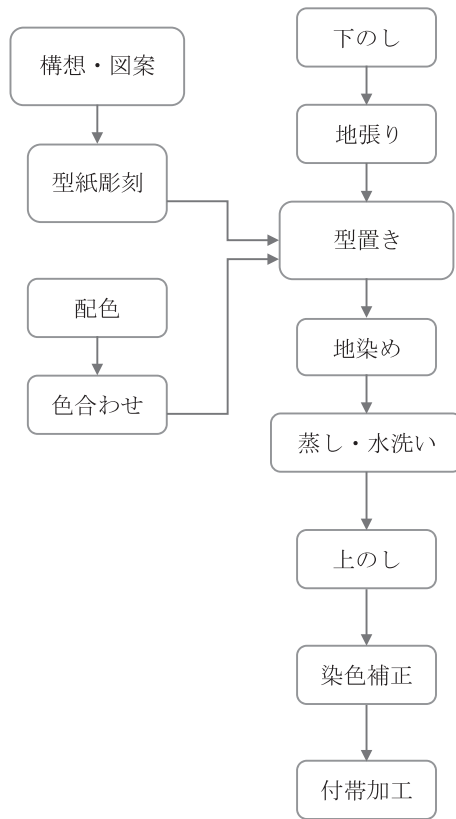 構想・図案
型紙彫刻
配色
色合わせ
下のし
地張り
型置き
地染め
蒸し・水洗い
上のし
染色補正
付帯加工